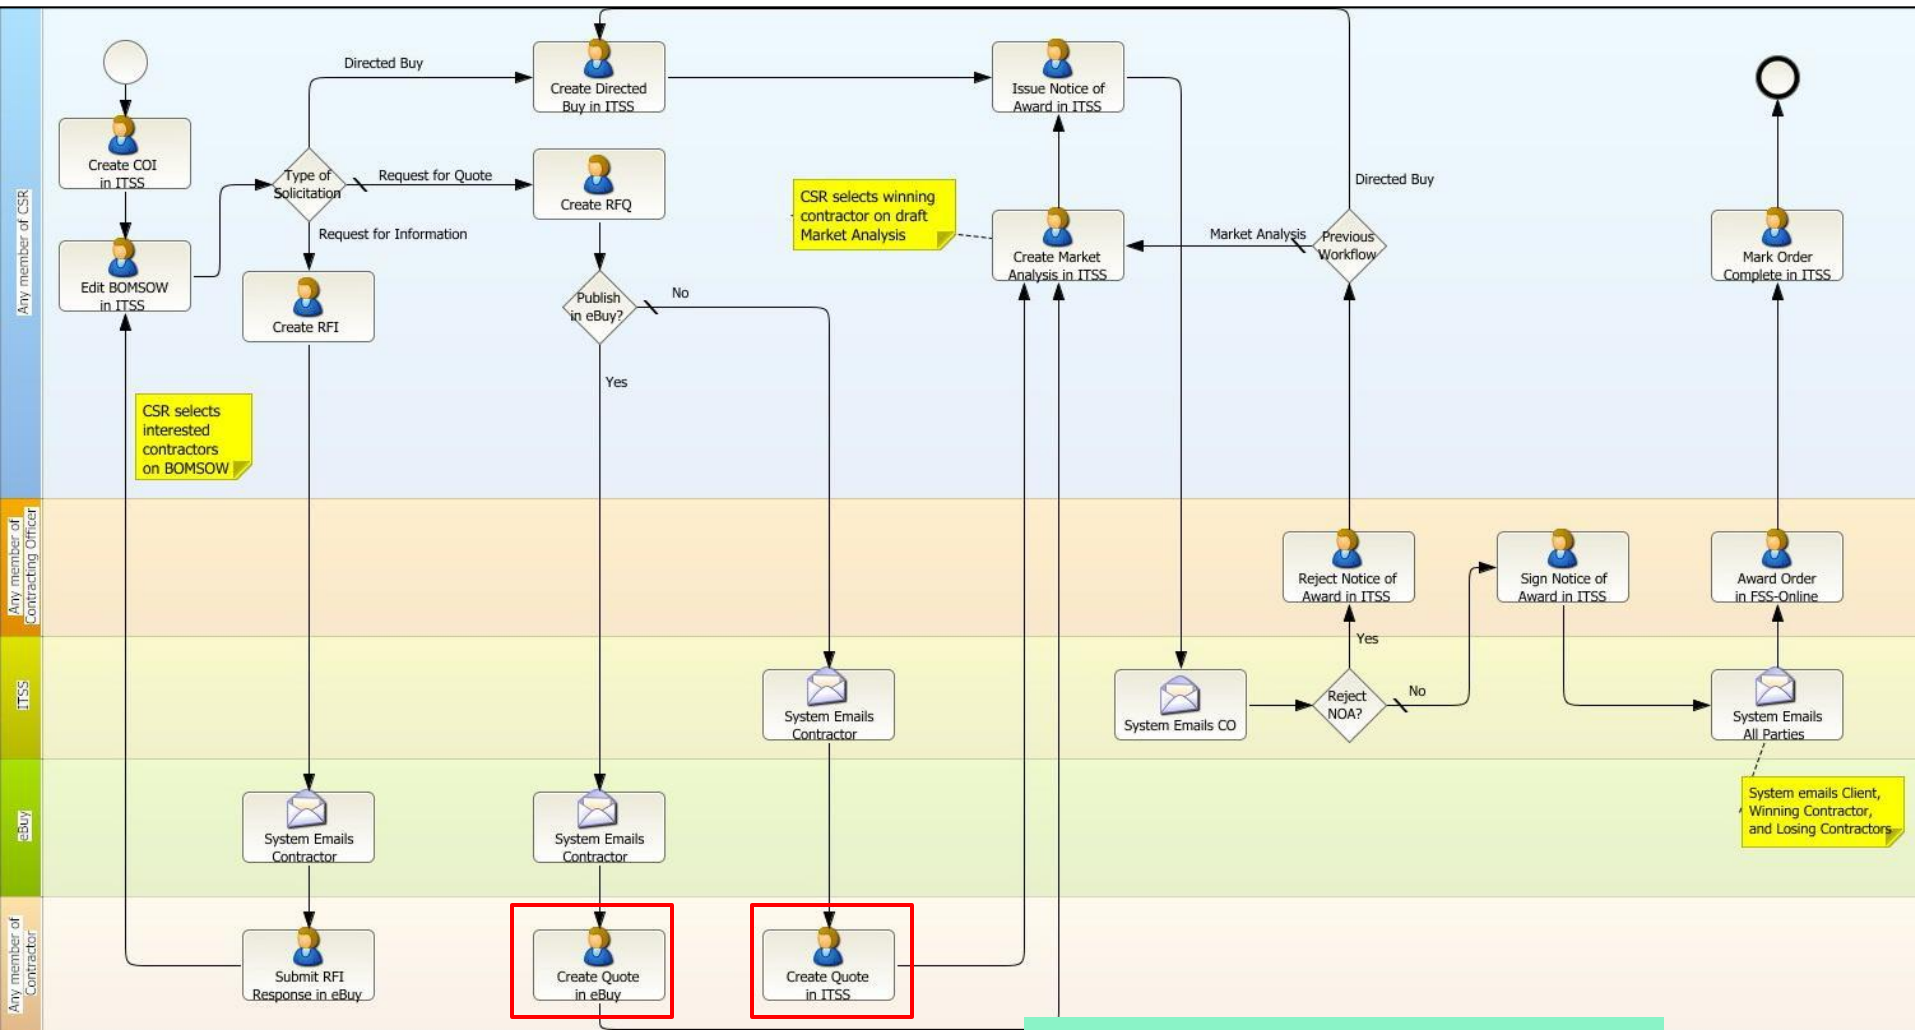 Any member of CSR
Create COI
in ITSS
Edit BOMSOW
in ITSS
CSR selects
interested
contractors
on BOMSOW
Type of
Solicitation
Directed Buy
Request for Quote
Request for Information
Create RFI
Create Directed
Buy in ITSS
Create RFQ
Publish
in eBuy?
No
Yes
CSR selects winning
contractor on draft
Market Analysis
Issue Notice of
Award in ITSS
Create Market
Analysis in ITSS
Market Analysis
Previous
Workflow
Directed Buy
Mark Order
Complete in ITSS
Any member of
Contracting Officer
Reject Notice of
Award in ITSS
Sign Notice of
Award in ITSS
Award Order
in FSS-Online
ITSS
System Emails
Contractor
System Emails CO
Reject
NOA?
Yes
No
System Emails
All Parties
System emails Client,
Winning Contractor,
and Losing Contractors
eBuy
System Emails
Contractor
System Emails
Contractor
Any member of
Contractor
Submit RFI
Response in eBuy
Create Quote
in eBuy
Create Quote
in ITSS